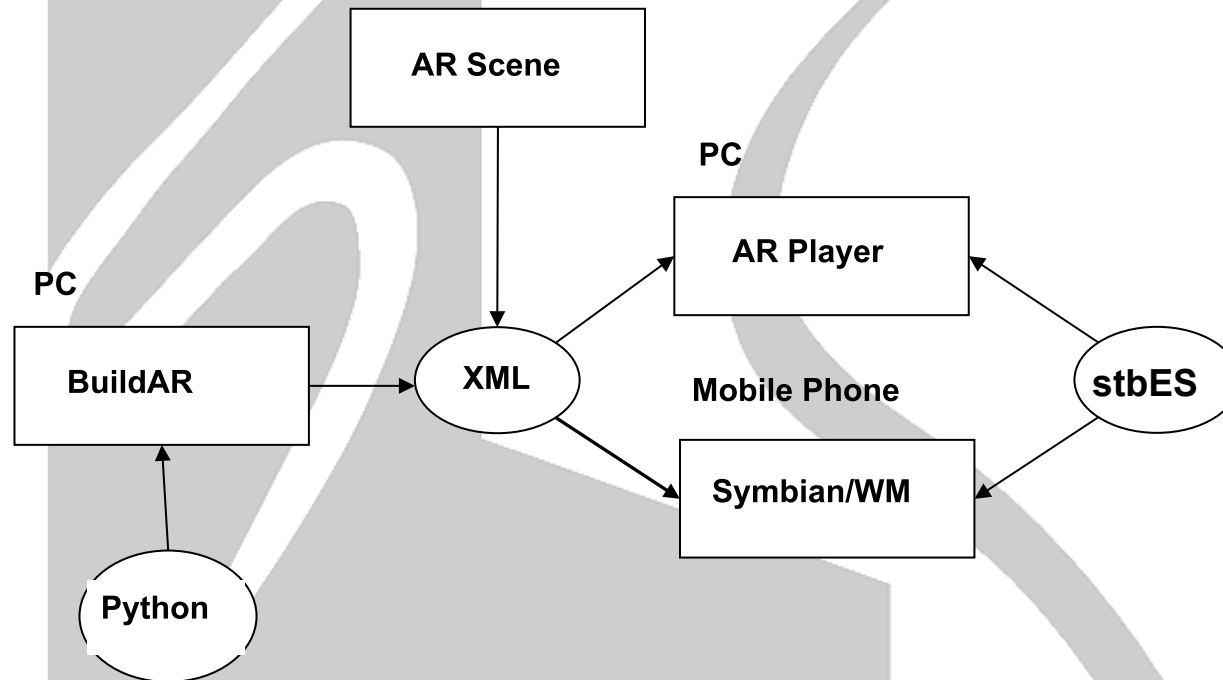 AR Scene
PC
AR Player
PC
BuildAR
XML
Mobile Phone
stbES
Symbian/WM
Python